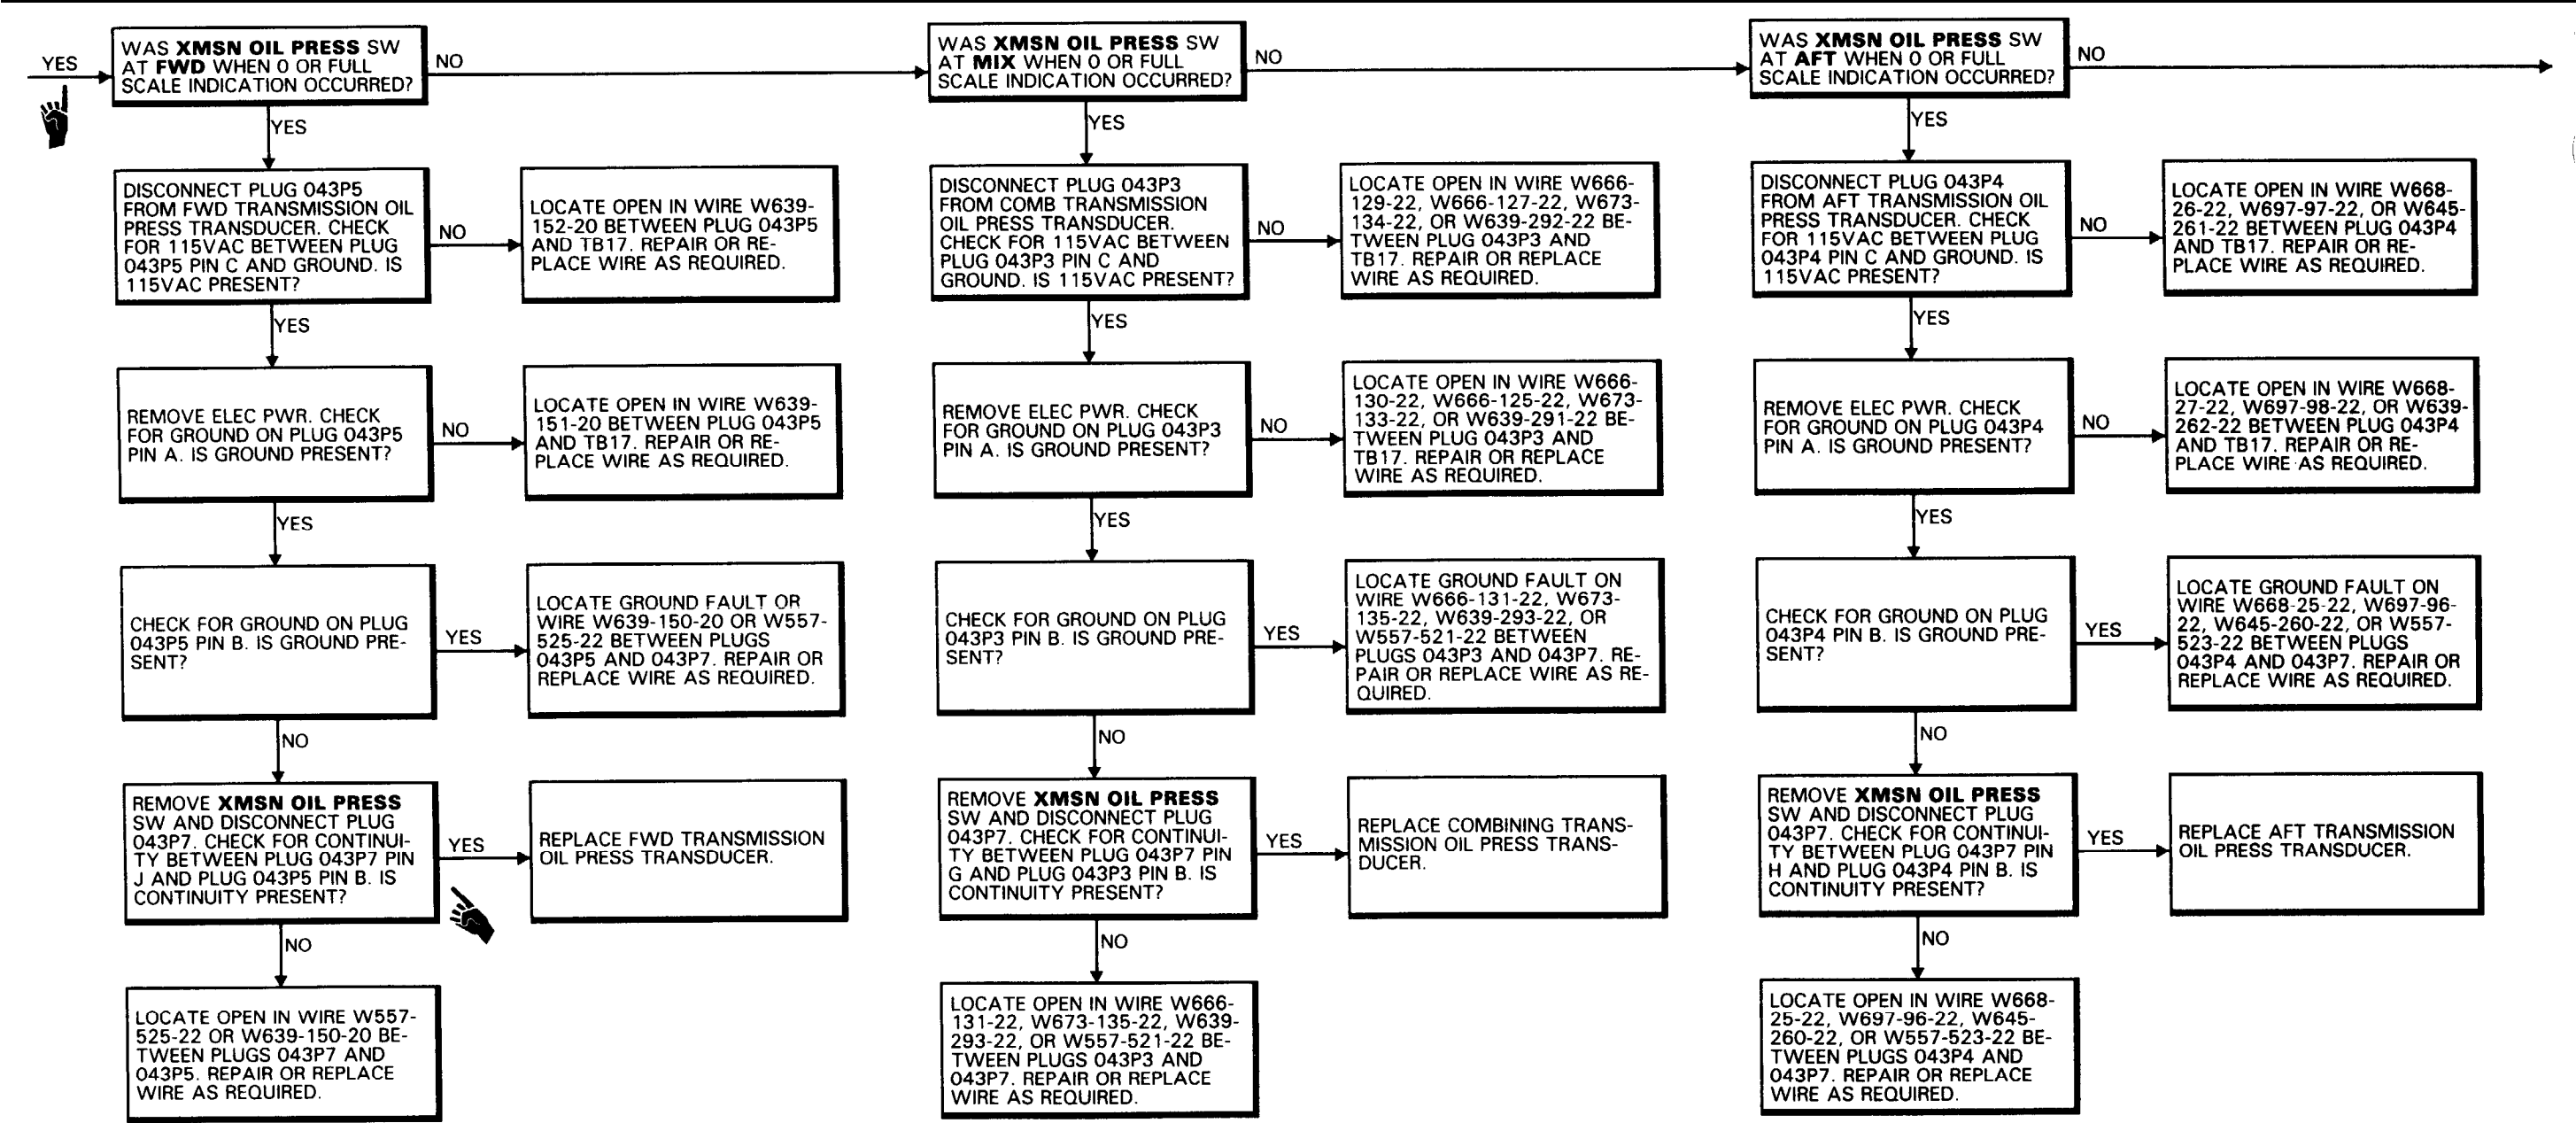 YES
WAS XMSN OIL PRESS SW
AT FWD WHEN 0 OR FULL
SCALE INDICATION OCCURRED?
NO
YES
DISCONNECT PLUG 043P5
FROM FWD TRANSMISSION OIL
PRESS TRANSDUCER. CHECK
FOR 115VAC BETWEEN PLUG
043P5 PIN C AND GROUND. IS
115VAC PRESENT?
NO
LOCATE OPEN IN WIRE W639-
152-20 BETWEEN PLUG 043P5
AND TB17. REPAIR OR RE-
PLACE WIRE AS REQUIRED.
YES
REMOVE ELEC PWR. CHECK
FOR GROUND ON PLUG 043P5
PIN A. IS GROUND PRESENT?
NO
LOCATE OPEN IN WIRE W639-
151-20 BETWEEN PLUG 043P5
AND TB17. REPAIR OR RE-
PLACE WIRE AS REQUIRED.
YES
CHECK FOR GROUND ON PLUG
043P5 PIN B. IS GROUND PRE-
SENT?
YES
LOCATE GROUND FAULT OR
WIRE W639-150-20 OR W557-
525-22 BETWEEN PLUGS
043P5 AND 043P7. REPAIR OR
REPLACE WIRE AS REQUIRED.
NO
REMOVE XMSN OIL PRESS
SW AND DISCONNECT PLUG
043P7. CHECK FOR CONTINUI-
TY BETWEEN PLUG 043P7 PIN
J AND PLUG 043P5 PIN B. IS
CONTINUITY PRESENT?
YES
REPLACE FWD TRANSMISSION
OIL PRESS TRANSDUCER.
NO
LOCATE OPEN IN WIRE W557-
525-22 OR W639-150-20 BE-
TWEEN PLUGS 043P7 AND
043P5. REPAIR OR REPLACE
WIRE AS REQUIRED.
WAS XMSN OIL PRESS SW
AT MIX WHEN 0 OR FULL
SCALE INDICATION OCCURRED?
NO
YES
DISCONNECT PLUG 043P3
FROM COMB TRANSMISSION
OIL PRESS TRANSDUCER.
CHECK FOR 115VAC BETWEEN
PLUG 043P3 PIN C AND
GROUND. IS 115VAC PRESENT?
NO
LOCATE OPEN IN WIRE W666-
129-22, W666-127-22, W673-
134-22, OR W639-292-22 BE-
TWEEN PLUG 043P3 AND
TB17. REPAIR OR REPLACE
WIRE AS REQUIRED.
YES
REMOVE ELEC PWR. CHECK
FOR GROUND ON PLUG 043P3
PIN A. IS GROUND PRESENT?
NO
LOCATE OPEN IN WIRE W666-
130-22, W666-125-22, W673-
133-22, OR W639-291-22 BE-
TWEEN PLUG 043P3 AND
TB17. REPAIR OR REPLACE
WIRE AS REQUIRED.
YES
CHECK FOR GROUND ON PLUG
043P3 PIN B. IS GROUND PRE-
SENT?
YES
LOCATE GROUND FAULT ON
WIRE W666-131-22, W673-
135-22, W639-293-22, OR
W557-521-22 BETWEEN
PLUGS 043P3 AND 043P7. RE-
PAIR OR REPLACE WIRE AS RE-
QUIRED.
NO
REMOVE XMSN OIL PRESS
SW AND DISCONNECT PLUG
043P7. CHECK FOR CONTINUI-
TY BETWEEN PLUG 043P7 PIN
G AND PLUG 043P3 PIN B. IS
CONTINUITY PRESENT?
YES
REPLACE COMBINING TRANS-
MISSION OIL PRESS TRANS-
DUCER.
NO
LOCATE OPEN IN WIRE W666-
131-22, W673-135-22, W639-
293-22, OR W557-521-22 BE-
TWEEN PLUGS 043P3 AND
043P7. REPAIR OR REPLACE
WIRE AS REQUIRED.
WAS XMSN OIL PRESS SW
AT AFT WHEN 0 OR FULL
SCALE INDICATION OCCURRED?
NO
YES
DISCONNECT PLUG 043P4
FROM AFT TRANSMISSION OIL
PRESS TRANSDUCER. CHECK
FOR 115VAC BETWEEN PLUG
043P4 PIN C AND GROUND. IS
115VAC PRESENT?
NO
LOCATE OPEN IN WIRE W668-
26-22, W697-97-22, OR W645-
261-22 BETWEEN PLUG 043P4
AND TB17. REPAIR OR RE-
PLACE WIRE AS REQUIRED.
YES
REMOVE ELEC PWR. CHECK
FOR GROUND ON PLUG 043P4
PIN A. IS GROUND PRESENT?
NO
LOCATE OPEN IN WIRE W668-
27-22, W697-98-22, OR W639-
262-22 BETWEEN PLUG 043P4
AND TB17. REPAIR OR RE-
PLACE WIRE AS REQUIRED.
YES
CHECK FOR GROUND ON PLUG
043P4 PIN B. IS GROUND PRE-
SENT?
YES
LOCATE GROUND FAULT ON
WIRE W668-25-22, W697-96-
22, W645-260-22, OR W557-
523-22 BETWEEN PLUGS
043P4 AND 043P7. REPAIR OR
REPLACE WIRE AS REQUIRED.
NO
REMOVE XMSN OIL PRESS
SW AND DISCONNECT PLUG
043P7. CHECK FOR CONTINUI-
TY BETWEEN PLUG 043P7 PIN
H AND PLUG 043P4 PIN B. IS
CONTINUITY PRESENT?
YES
REPLACE AFT TRANSMISSION
OIL PRESS TRANSDUCER.
NO
LOCATE OPEN IN WIRE W668-
25-22, W697-96-22, W645-
260-22, OR W557-523-22 BE-
TWEEN PLUGS 043P4 AND
043P7. REPAIR OR REPLACE
WIRE AS REQUIRED.